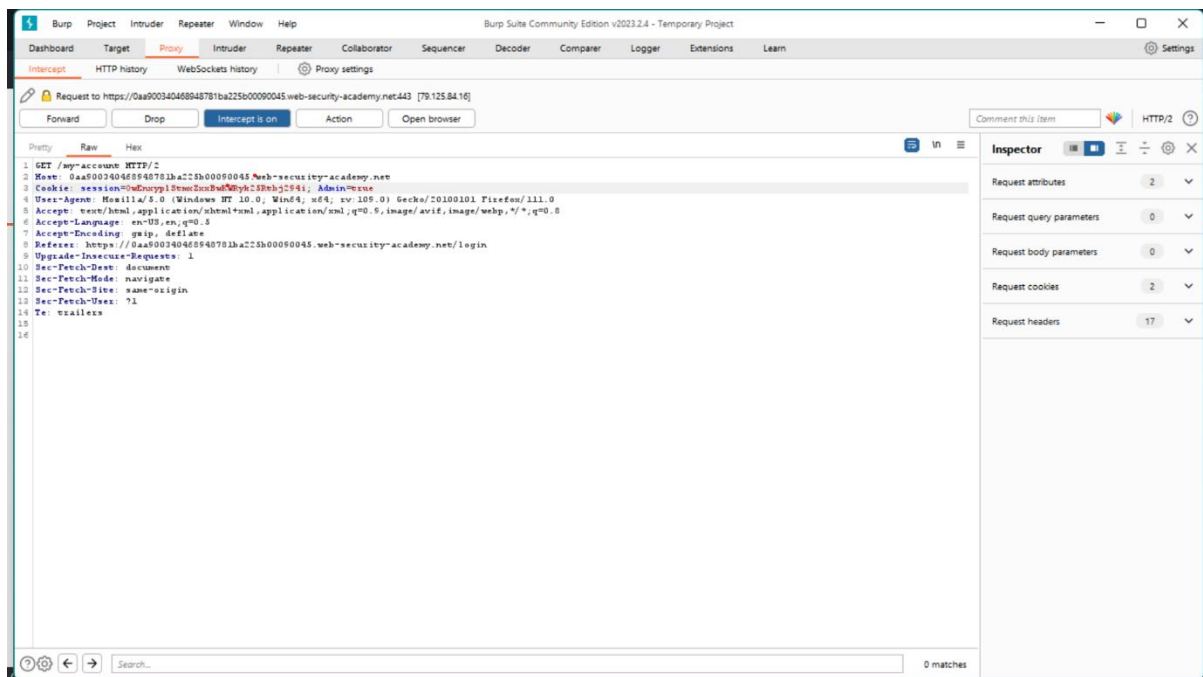 Burp Project Intruder Repeater Window Help Burp Suite Community Edition v2023.2.4 - Temporary Project
Dashboard Target Proxy Intruder Repeater Collaborator Sequencer Decoder Comparer Logger Extensions Learn Settings
Intercept HTTP history WebSockets history Proxy settings
Request to https://0aa900340468948781ba225b00090045.web-security-academy.net:443 [79.125.84.16]
Forward Drop Intercept is on Action Open browser Comment this item HTTP/2
Pretty Raw Hex \n
Inspector
1 GET /my-account HTTP/2
2 Host: 0aa900340468948781ba225b00090045.web-security-academy.net
3 Cookie: Admin=true
4 User-Agent: Mozilla/5.0 (Windows NT 10.0; Win64; x64; rv:109.0) Gecko/20100101 Firefox/111.0
5 Accept: text/html,application/xhtml+xml,application/xml;q=0.9,image/avif,image/webp,*/*;q=0.8
6 Accept-Language: en-US,en;q=0.5
7 Accept-Encoding: gzip, deflate
8 Referer: https://0aa900340468948781ba225b00090045.web-security-academy.net/login
9 Upgrade-Insecure-Requests: 1
10 Sec-Fetch-Dest: document
11 Sec-Fetch-Mode: navigate
12 Sec-Fetch-Site: same-origin
13 Sec-Fetch-User: ?1
14 Te: trailers
15
16
Request attributes 2
Request query parameters 0
Request body parameters 0
Request cookies 2
Request headers 17
Search... 0 matches